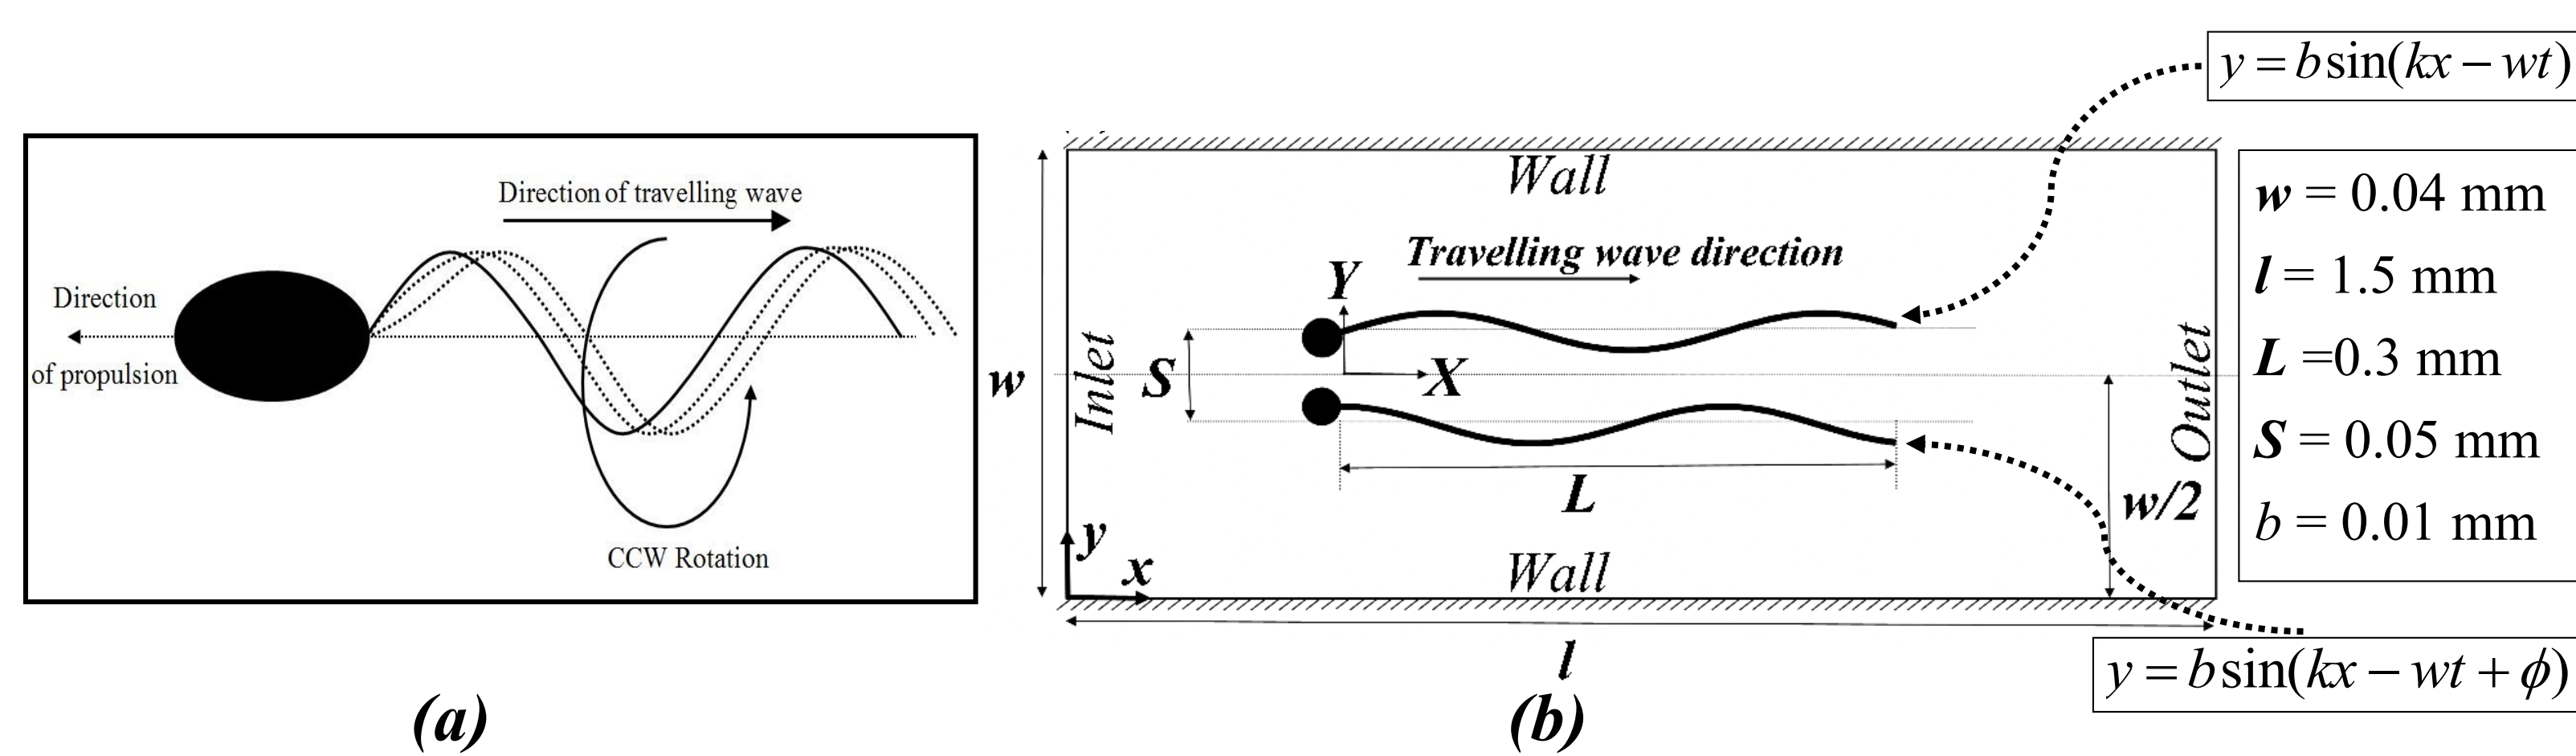 y = b sin(kx − wt)
Direction of travelling wave
Direction
of propulsion
CCW Rotation
(a)
Wall
Travelling wave direction
Y
X
w
Inlet
S
L
Outlet
w/2
y
x
Wall
l
(b)
w = 0.04 mm
l = 1.5 mm
L =0.3 mm
S = 0.05 mm
b = 0.01 mm
y = b sin(kx − wt + ϕ)